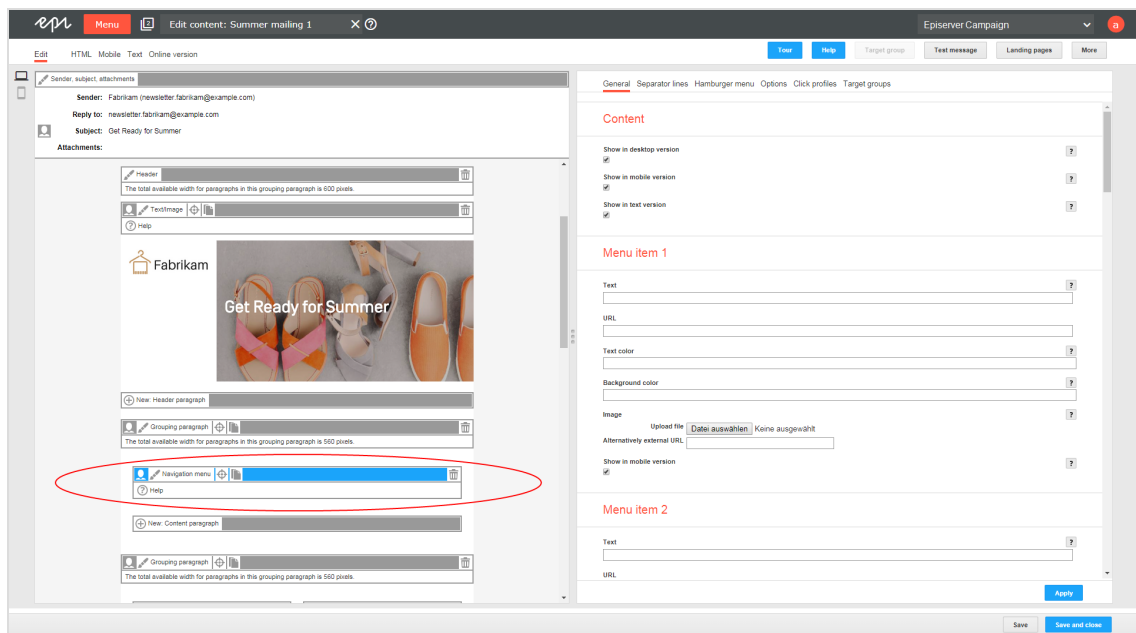 epi Menu 2 Edit content: Summer mailing 1 Episerver Campaign a
Edit HTML Mobile Text Online version Tour Help Target group Test message Landing pages More
Sender, subject, attachments
Sender: Fabrikam (newsletter.fabrikam@example.com)
Reply to: newsletter.fabrikam@example.com
Subject: Get Ready for Summer
Attachments:
Header
The total available width for paragraphs in this grouping paragraph is 600 pixels.
Text/Image
? Help
Fabrikam
Get Ready for Summer
New: Header paragraph
Grouping paragraph
The total available width for paragraphs in this grouping paragraph is 560 pixels.
Navigation menu
? Help
New: Content paragraph
Grouping paragraph
The total available width for paragraphs in this grouping paragraph is 560 pixels.
General Separator lines Hamburger menu Options Click profiles Target groups
Content
Show in desktop version ?
Show in mobile version ?
Show in text version ?
Menu item 1
Text ?
URL
Text color ?
Background color ?
Image ?
Upload file Datei auswählen Keine ausgewählt
Alternatively external URL
Show in mobile version ?
Menu item 2
Text ?
URL
Apply
Save Save and close